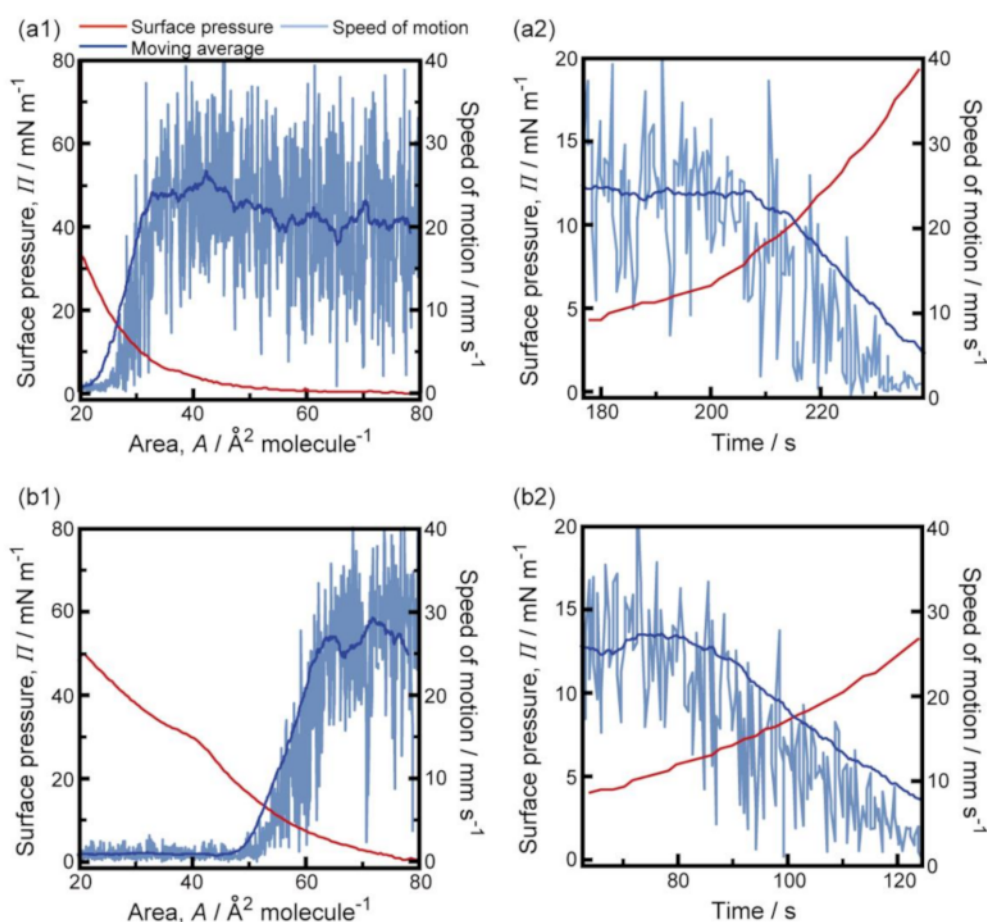 (a1)
Surface pressure
Speed of motion
Moving average
80
60
40
20
0
Surface pressure, Π / mN m⁻¹
40
30
20
10
0
Speed of motion / mm s⁻¹
20 40 60 80
Area, A / Å² molecule⁻¹
(a2)
20
15
10
5
0
Surface pressure, Π / mN m⁻¹
40
30
20
10
0
Speed of motion / mm s⁻¹
180 200 220
Time / s
(b1)
80
60
40
20
0
Surface pressure, Π / mN m⁻¹
40
30
20
10
0
Speed of motion / mm s⁻¹
20 40 60 80
Area, A / Å² molecule⁻¹
(b2)
20
15
10
5
0
Surface pressure, Π / mN m⁻¹
40
30
20
10
0
Speed of motion / mm s⁻¹
80 100 120
Time / s